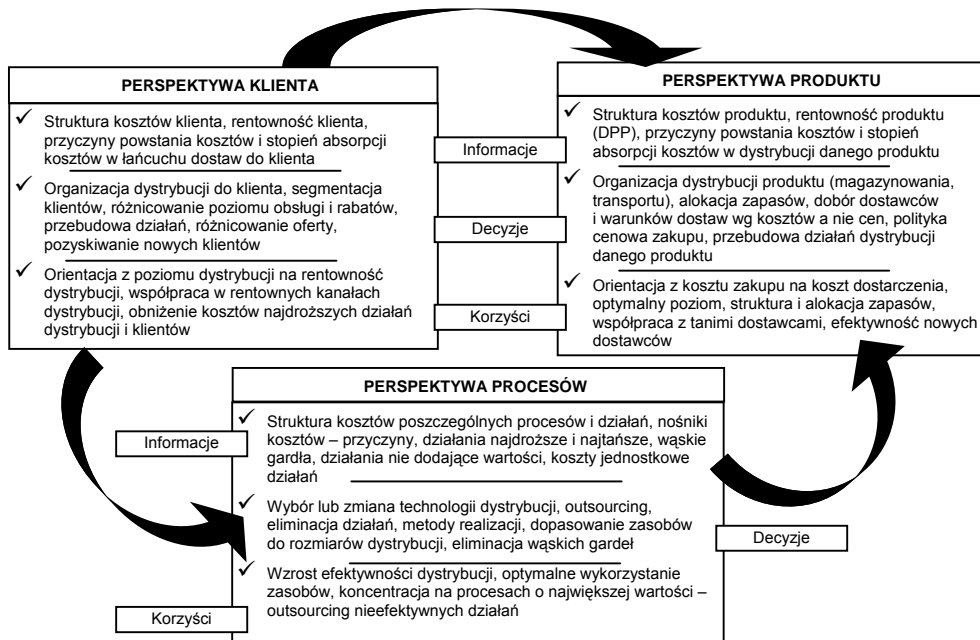 PERSPEKTYWA KLIENTA
Struktura kosztów klienta, rentowność klienta,
przyczyny powstania kosztów i stopień absorpcji
kosztów w łańcuchu dostaw do klienta
Organizacja dystrybucji do klienta, segmentacja
klientów, różnicowanie poziomu obsługi i rabatów,
przebudowa działań, różnicowanie oferty,
pozyskiwanie nowych klientów
Orientacja z poziomu dystrybucji na rentowność
dystrybucji, współpraca w rentownych kanałach
dystrybucji, obniżenie kosztów najdroższych działań
dystrybucji i klientów
Informacje
Decyzje
Korzyści
PERSPEKTYWA PRODUKTU
Struktura kosztów produktu, rentowność produktu
(DPP), przyczyny powstania kosztów i stopień
absorpcji kosztów w dystrybucji danego produktu
Organizacja dystrybucji produktu (magazynowania,
transportu), alokacja zapasów, dobór dostawców
i warunków dostaw wg kosztów a nie cen, polityka
cenowa zakupu, przebudowa działań dystrybucji
danego produktu
Orientacja z kosztu zakupu na koszt dostarczenia,
optymalny poziom, struktura i alokacja zapasów,
współpraca z tanimi dostawcami, efektywność nowych
dostawców
PERSPEKTYWA PROCESÓW
Informacje
Struktura kosztów poszczególnych procesów i działań, nośniki
kosztów – przyczyny, działania najdroższe i najtańsze, wąskie
gardła, działania nie dodające wartości, koszty jednostkowe
działań
Wybór lub zmiana technologii dystrybucji, outsourcing,
eliminacja działań, metody realizacji, dopasowanie zasobów
do rozmiarów dystrybucji, eliminacja wąskich gardeł
Decyzje
Wzrost efektywności dystrybucji, optymalne wykorzystanie
zasobów, koncentracja na procesach o największej wartości –
outsourcing nieefektywnych działań
Korzyści